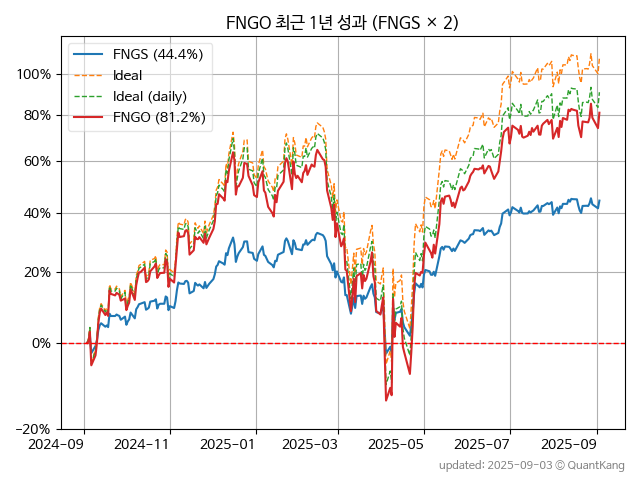 FNGO 최근 1년 성과 (FNGS × 2)
FNGS (44.4%)
Ideal
Ideal (daily)
FNGO (81.2%)
100%
80%
60%
40%
20%
0%
−20%
2024−09
2024−11
2025−01
2025−03
2025−05
2025−07
2025−09
updated: 2025−09−03 © QuantKang